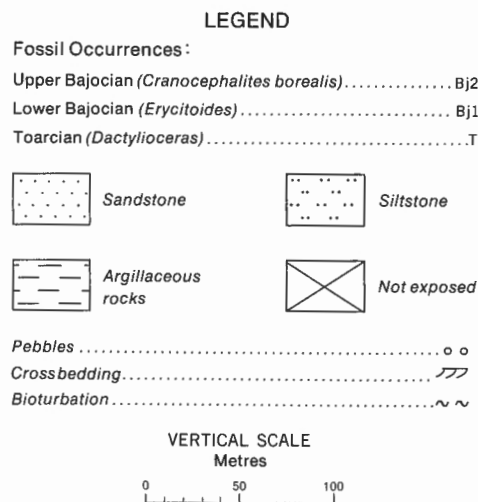 LEGEND
Fossil Occurrences:
Upper Bajocian (Cranocephalites borealis).............. Bj2
Lower Bajocian (Erycitoides)............................... Bj1
Toarcian (Dactylioceras)........................................T
Sandstone
Siltstone
Argillaceous
rocks
Not exposed
Pebbles
Crossbedding
Bioturbation
VERTICAL SCALE
Metres
0 50 100